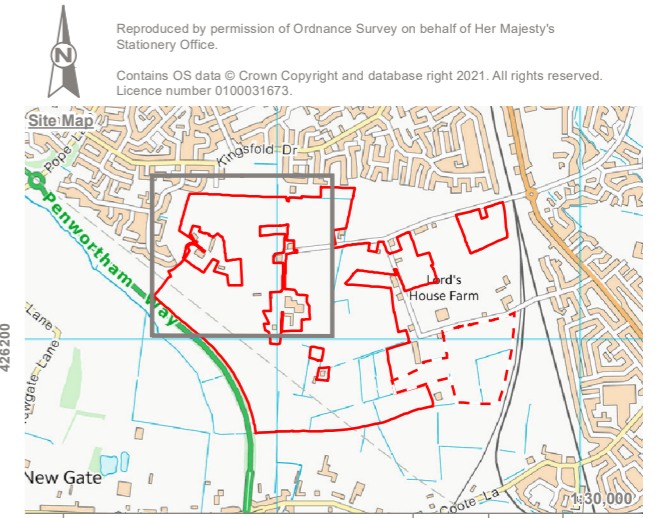 N
Reproduced by permission of Ordnance Survey on behalf of Her Majesty's
Stationery Office.
Contains OS data © Crown Copyright and database right 2021. All rights reserved.
Licence number 0100031673.
Site Map
Kingsfold Dr
Pope L
Penwortham Way
Lord's
House Farm
426200
Lane
wgate Lane
New Gate
Coote La
1:30,000